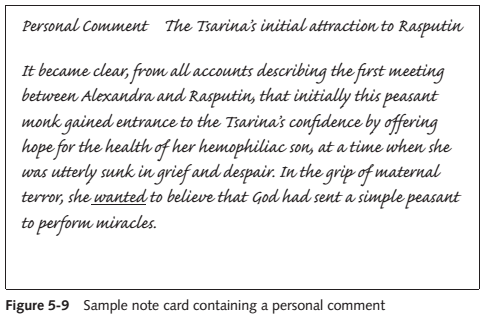 Personal Comment The Tsarina's initial attraction to Rasputin
It became clear, from all accounts describing the first meeting
between Alexandra and Rasputin, that initially this peasant
monk gained entrance to the Tsarina's confidence by offering
hope for the health of her hemophiliac son, at a time when she
was utterly sunk in grief and despair. In the grip of maternal
terror, she wanted to believe that God had sent a simple peasant
to perform miracles.
Figure 5-9 Sample note card containing a personal comment